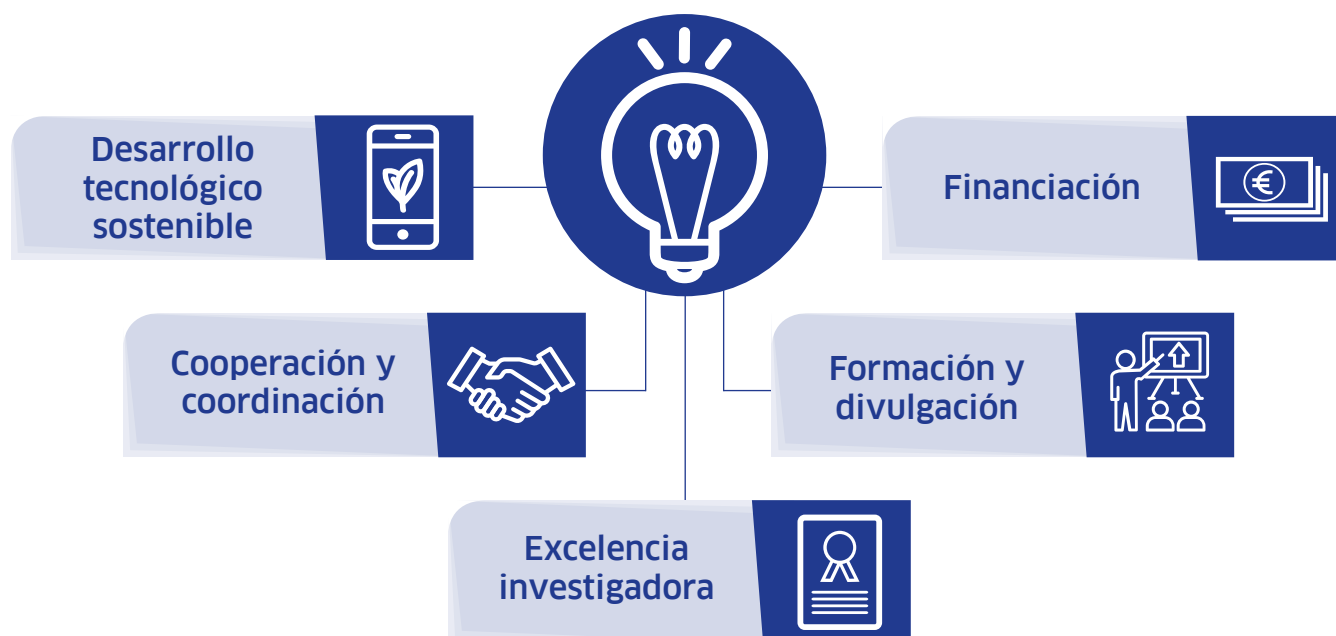 Desarrollo
tecnológico
sostenible
Financiación
Cooperación y
coordinación
Formación y
divulgación
Excelencia
investigadora
€